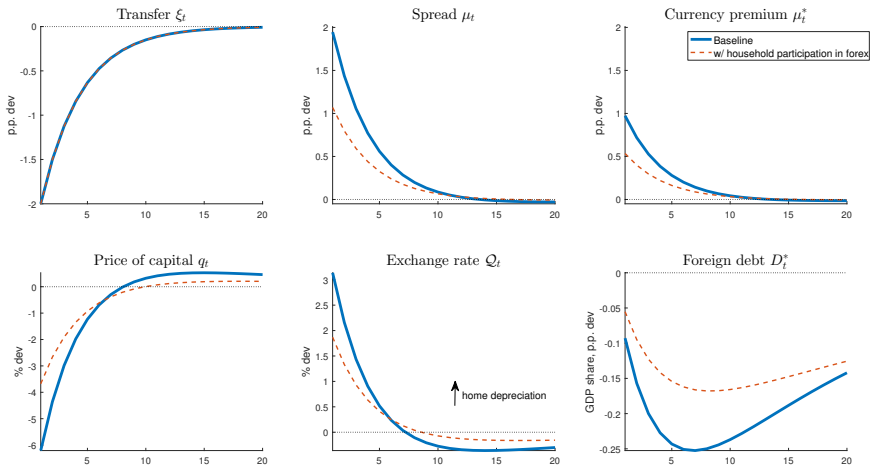 Transfer ξt
Spread μt
Currency premium μt*
p.p. dev
0
-0.5
-1
-1.5
-2
5 10 15 20
p.p. dev
2
1.5
1
0.5
0
5 10 15 20
p.p. dev
2
1.5
1
0.5
0
5 10 15 20
Baseline
w/ household participation in forex
Price of capital qt
Exchange rate Qt
Foreign debt Dt*
% dev
0
-1
-2
-3
-4
-5
-6
5 10 15 20
% dev
3
2.5
2
1.5
1
0.5
0
5 10 15 20
home depreciation
GDP share, p.p. dev
0
-0.05
-0.1
-0.15
-0.2
-0.25
5 10 15 20